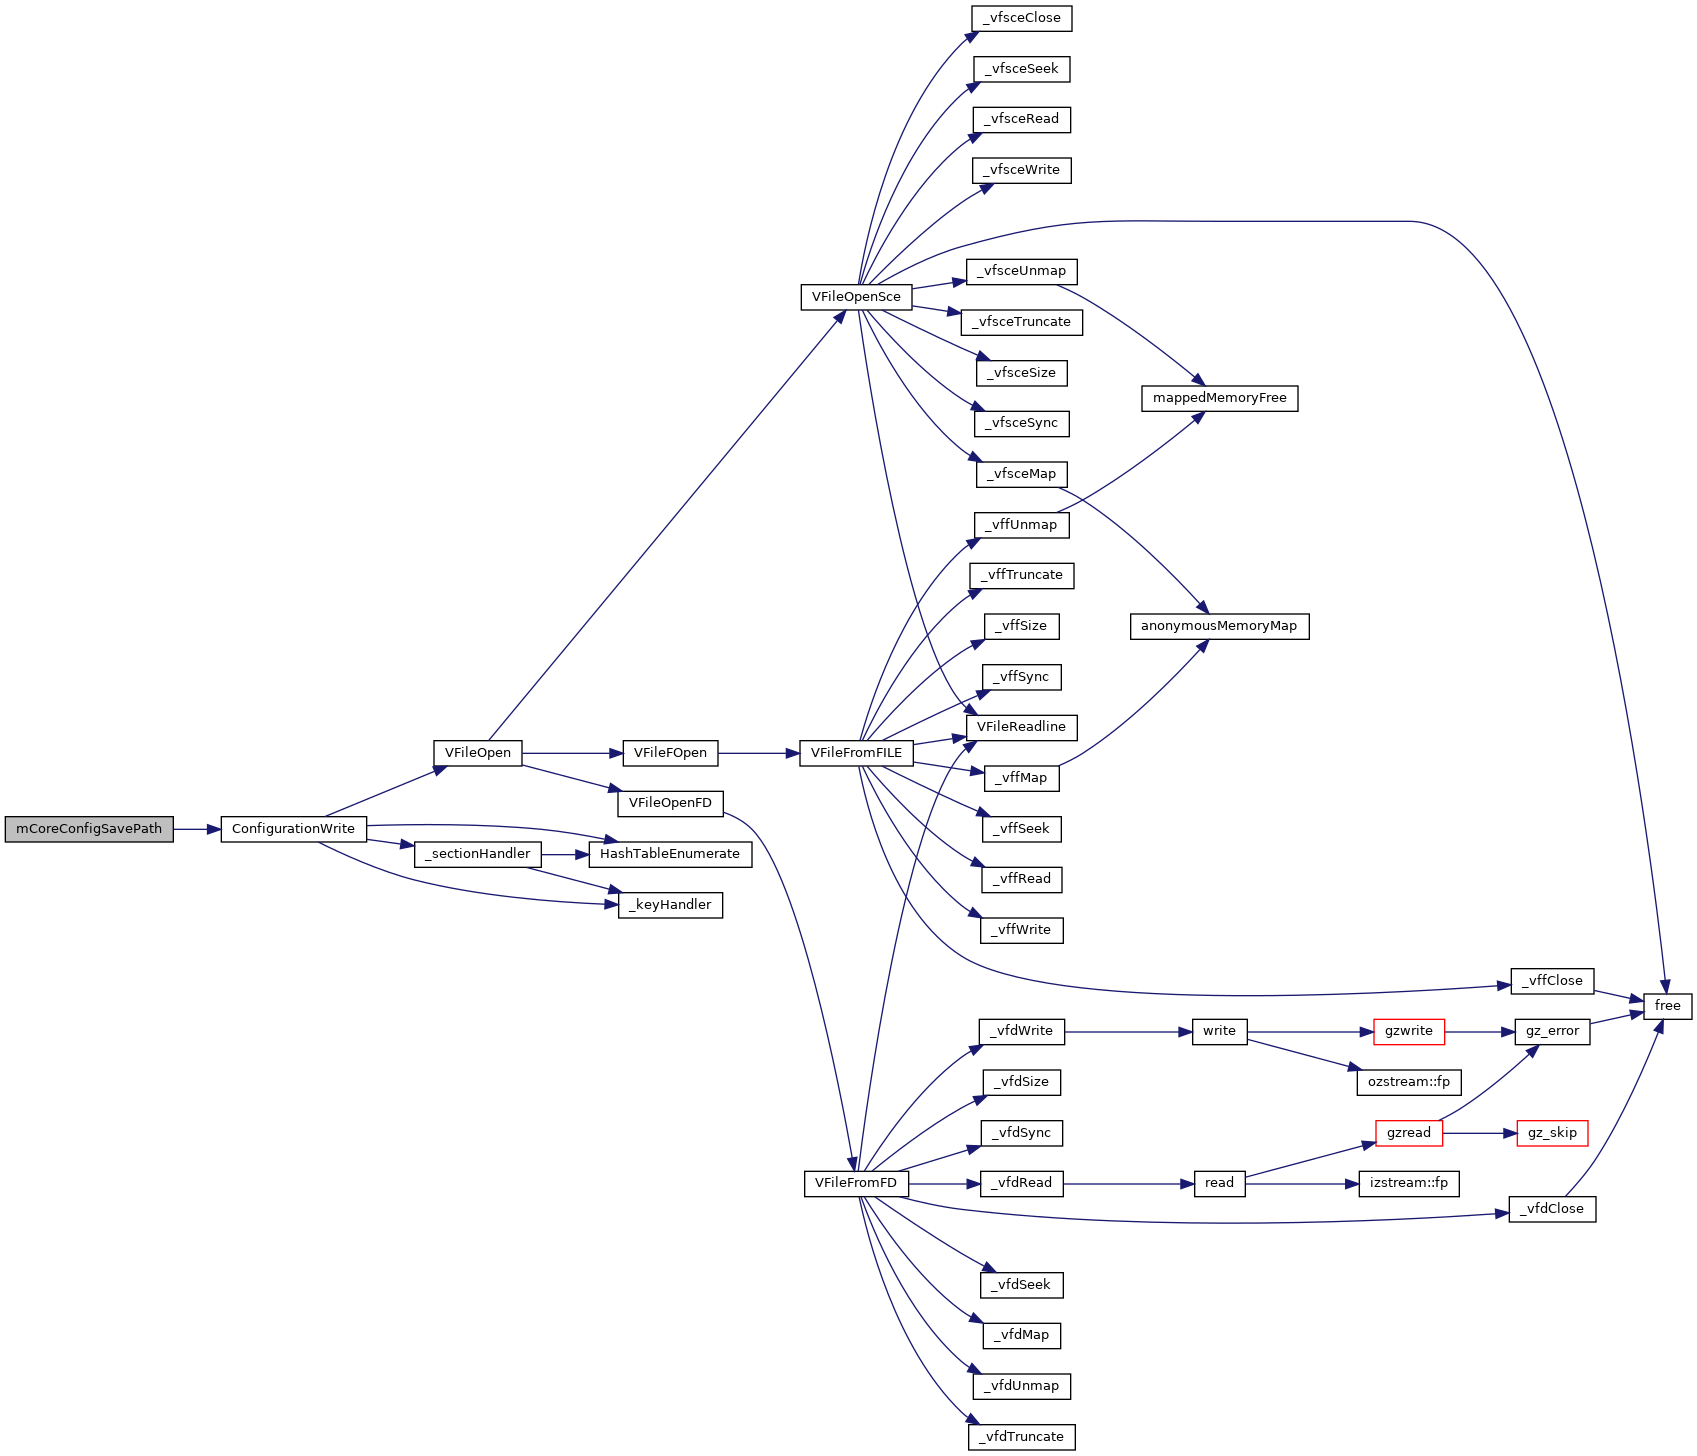 _vfsceClose
_vfsceSeek
_vfsceRead
_vfsceWrite
_vfsceUnmap
VFileOpenSce
_vfsceTruncate
_vfsceSize
mappedMemoryFree
_vfsceSync
_vfsceMap
_vffUnmap
_vffTruncate
_vffSize
anonymousMemoryMap
_vffSync
VFileReadline
VFileOpen
VFileFOpen
VFileFromFILE
_vffMap
VFileOpenFD
mCoreConfigSavePath
ConfigurationWrite
_vffSeek
_sectionHandler
HashTableEnumerate
_vffRead
_keyHandler
_vffWrite
_vffClose
free
_vfdWrite
write
gzwrite
gz_error
_vfdSize
ozstream::fp
_vfdSync
gzread
gz_skip
VFileFromFD
_vfdRead
read
izstream::fp
_vfdClose
_vfdSeek
_vfdMap
_vfdUnmap
_vfdTruncate